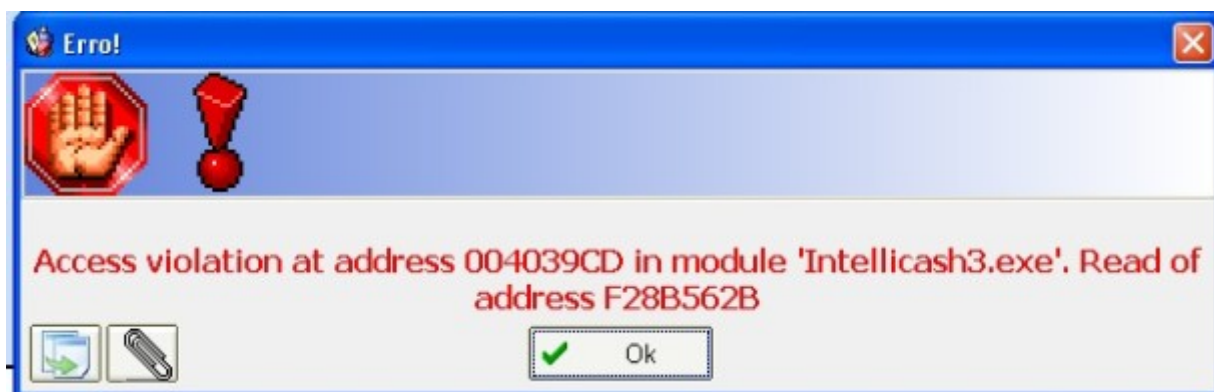 Erro!
Access violation at address 004039CD in module 'Intellicash3.exe'. Read of
address F28B562B
Ok